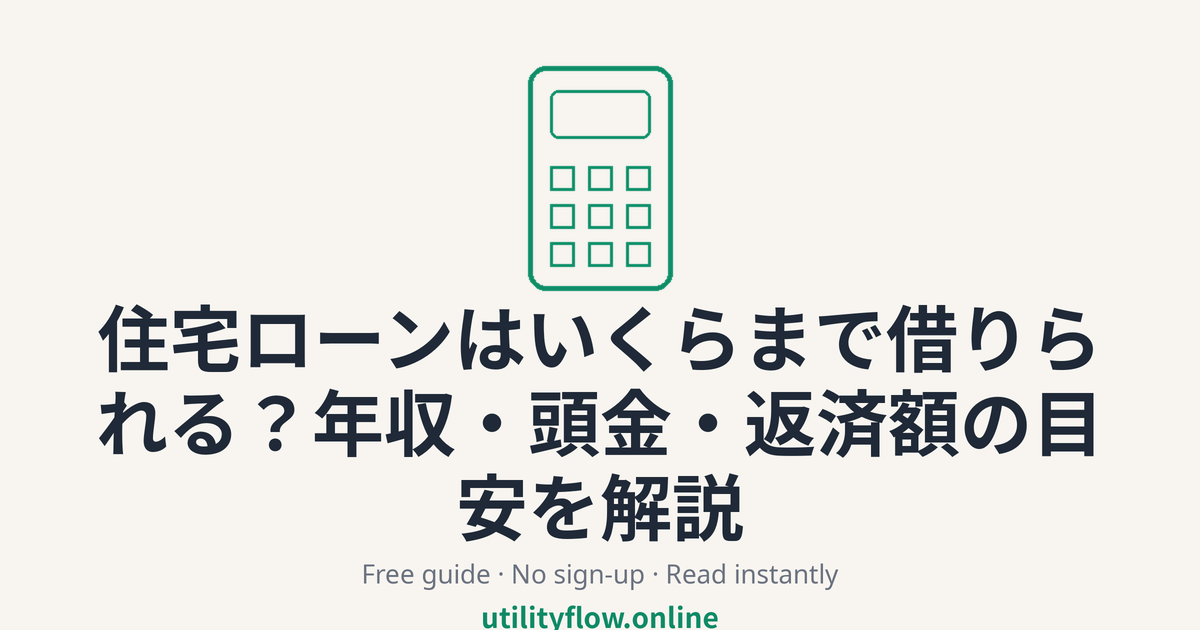 住宅ローンはいくらまで借りら
れる？年収・頭金・返済額の目
安を解説
Free guide · No sign-up · Read instantly
utilityflow.online